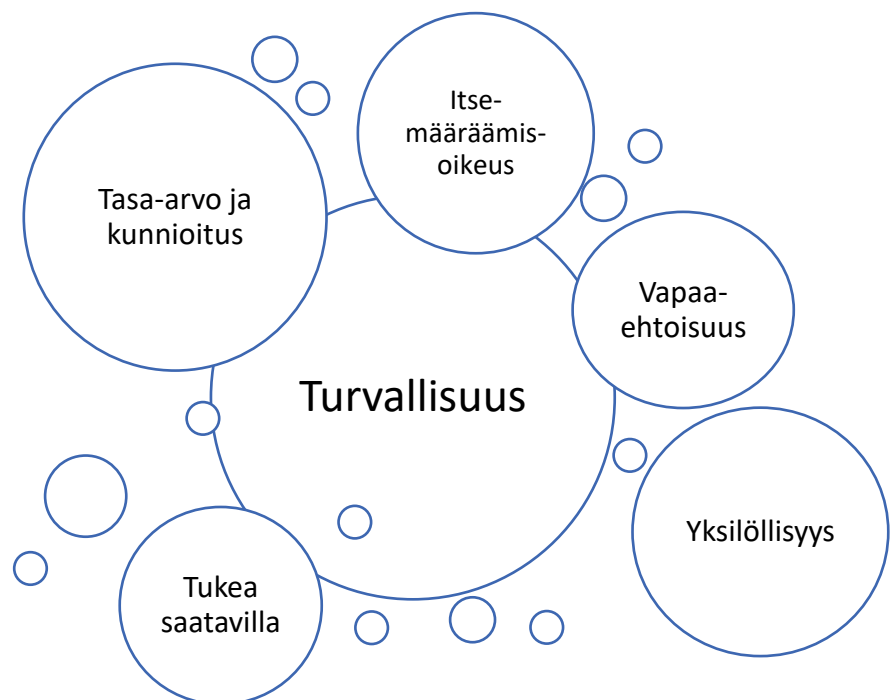 Itse-
määräämis-
oikeus
Tasa-arvo ja
kunnioitus
Vapaa-
ehtoisuus
Turvallisuus
Yksilöllisyys
Tukea
saatavilla